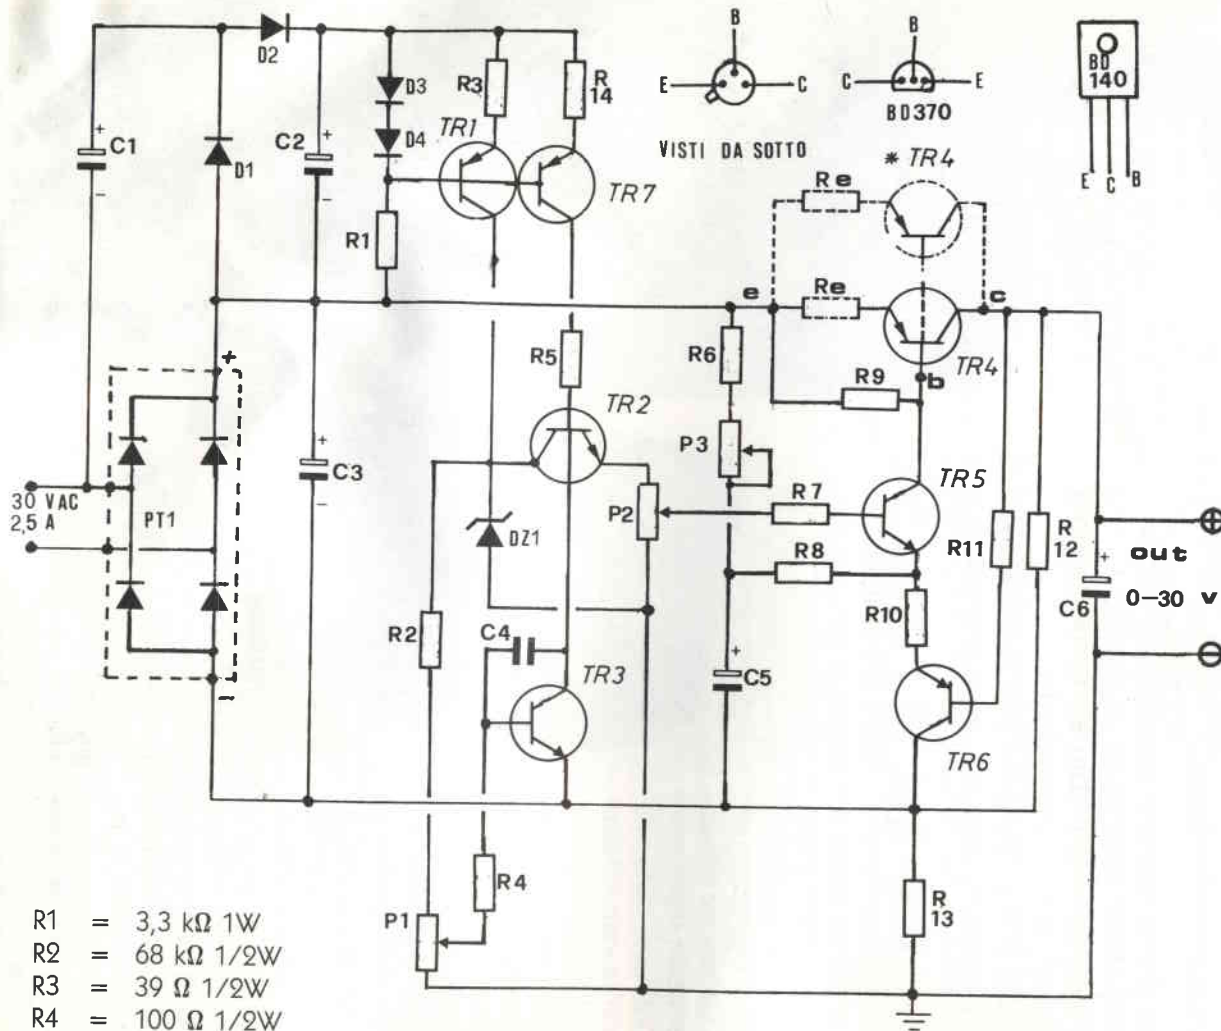 D2
B
B
BD
140
D3
R3
R
14
E
C
C
E
BD370
C1
D1
C2
D4
TR1
VISTI DA SOTTO
* TR4
E
C
B
TR7
Re
R1
e
Re
c
R5
R6
TR4
b
R9
TR2
P3
C3
TR5
30 VAC
2,5 A
PT1
DZ1
P2
R7
R11
R
12
out
C6
0-30 v
R8
R2
C4
R10
TR3
C5
TR6
R4
P1
R
13
R1 = 3,3 kΩ 1W
R2 = 68 kΩ 1/2W
R3 = 39 Ω 1/2W
R4 = 100 Ω 1/2W